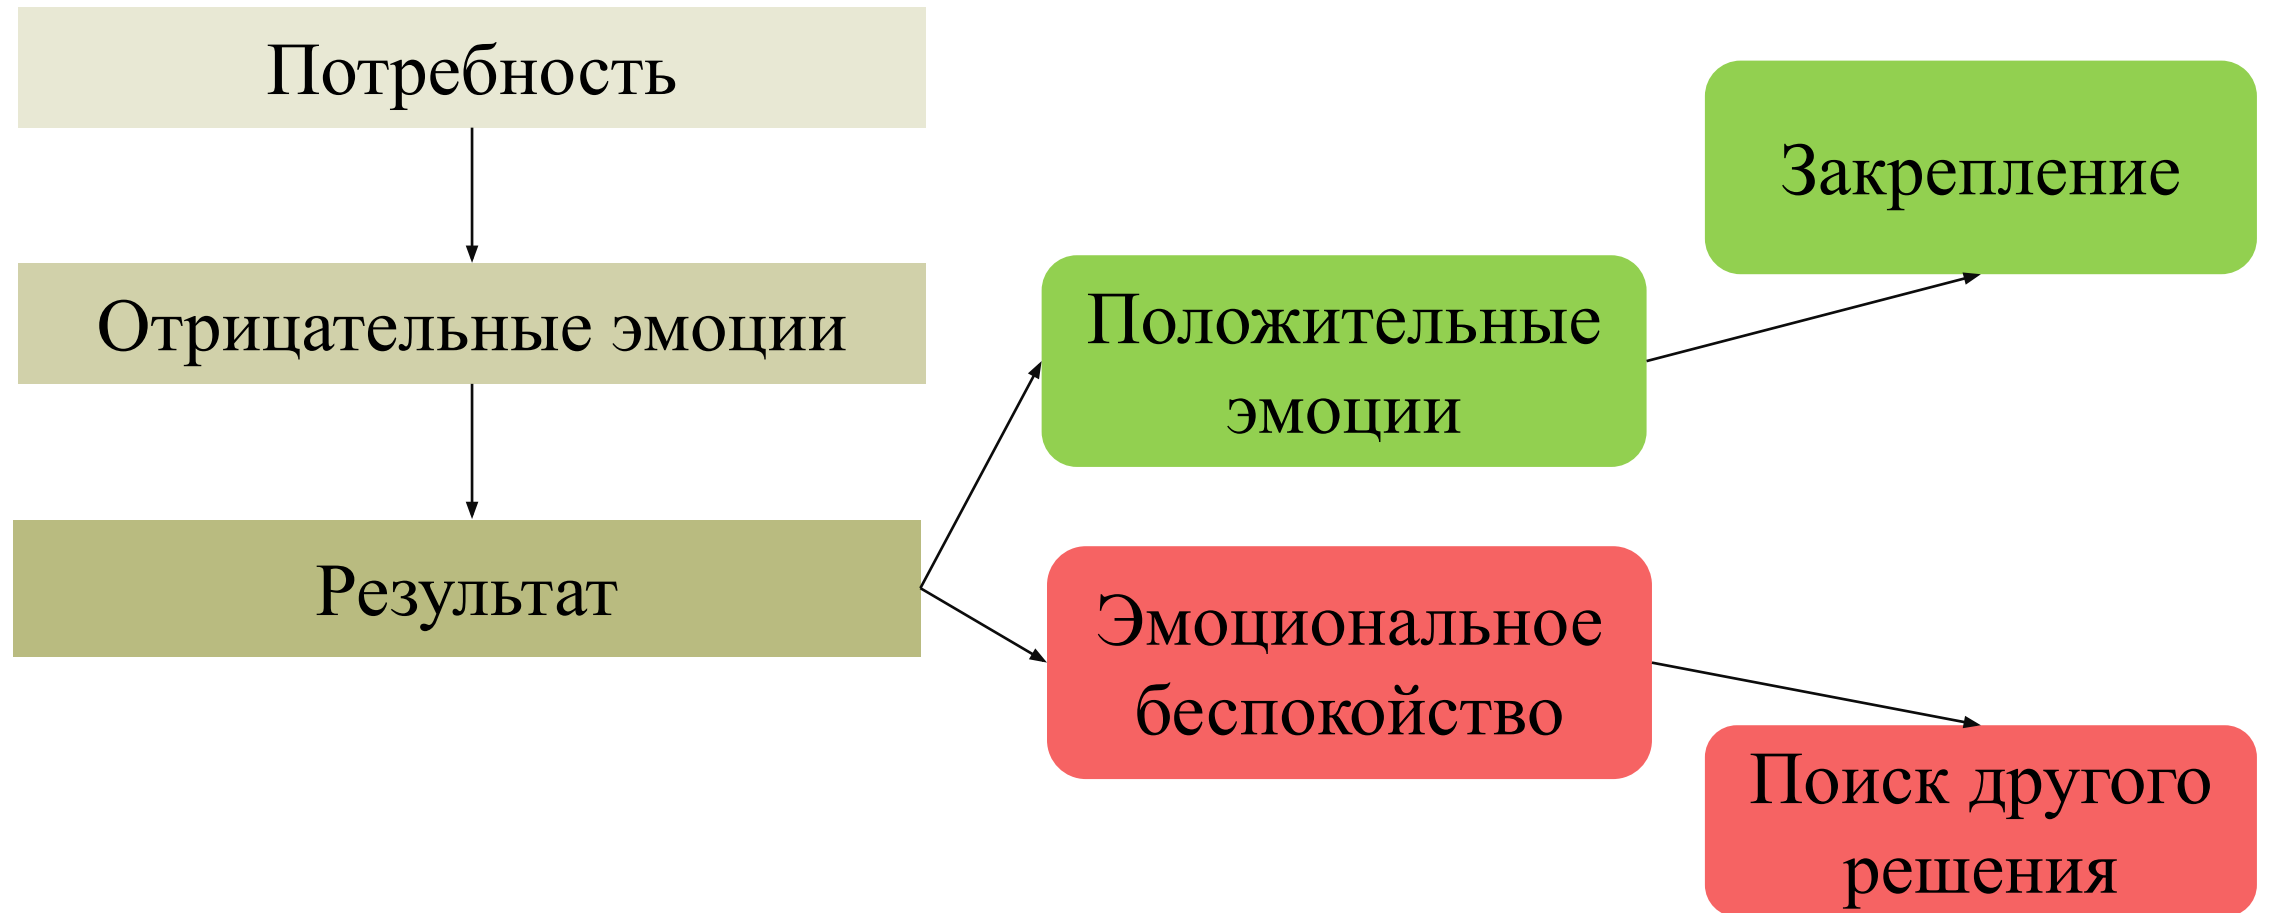 Потребность
Отрицательные эмоции
Результат
Положительные
эмоции
Эмоциональное
беспокойство
Закрепление
Поиск другого
решения